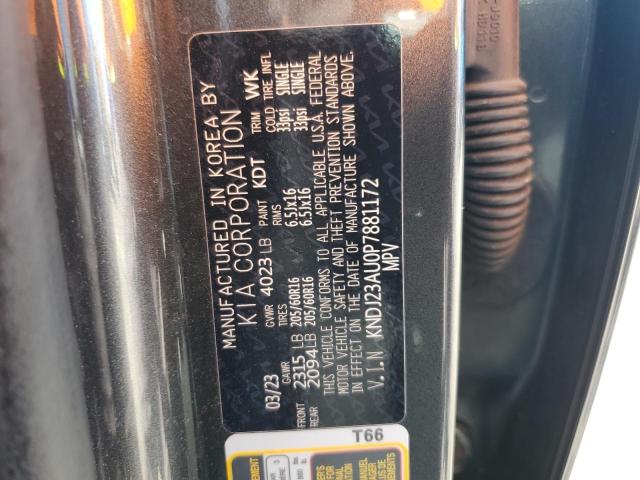 MANUFACTURED IN KOREA BY
KIA CORPORATION
03/23 GVWR 4023 LB PAINT KDT TRIM WK
GAWR TIRES RIMS COLD TIRE INFL
FRONT 2315 LB 205/60R16 6.5Jx16 33psi SINGLE
REAR 2094 LB 205/60R16 6.5Jx16 33psi SINGLE
THIS VEHICLE CONFORMS TO ALL APPLICABLE U.S.A. FEDERAL
MOTOR VEHICLE SAFETY AND THEFT PREVENTION STANDARDS
IN EFFECT ON THE DATE OF MANUFACTURE SHOWN ABOVE.
V.I.N KNDJ23AU0P7881172
MPV
T66